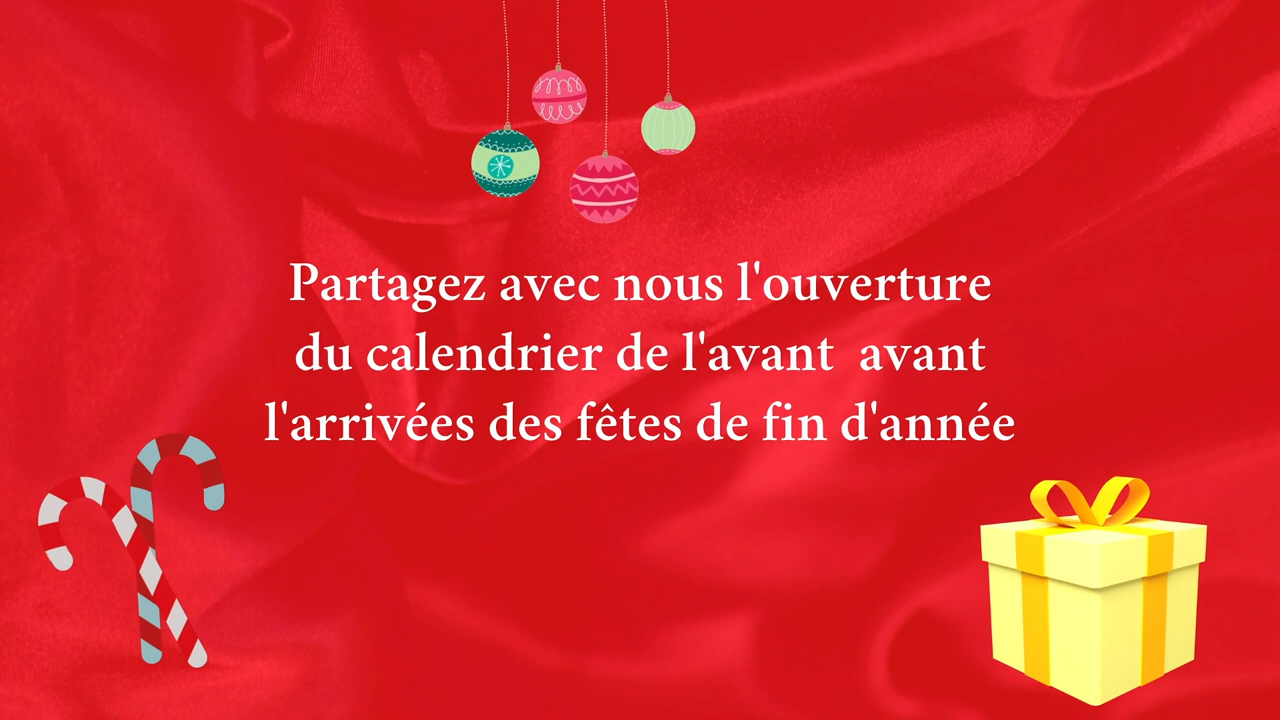 Partagez avec nous l'ouverture
du calendrier de l'avant  avant
l'arrivées des fêtes de fin d'année